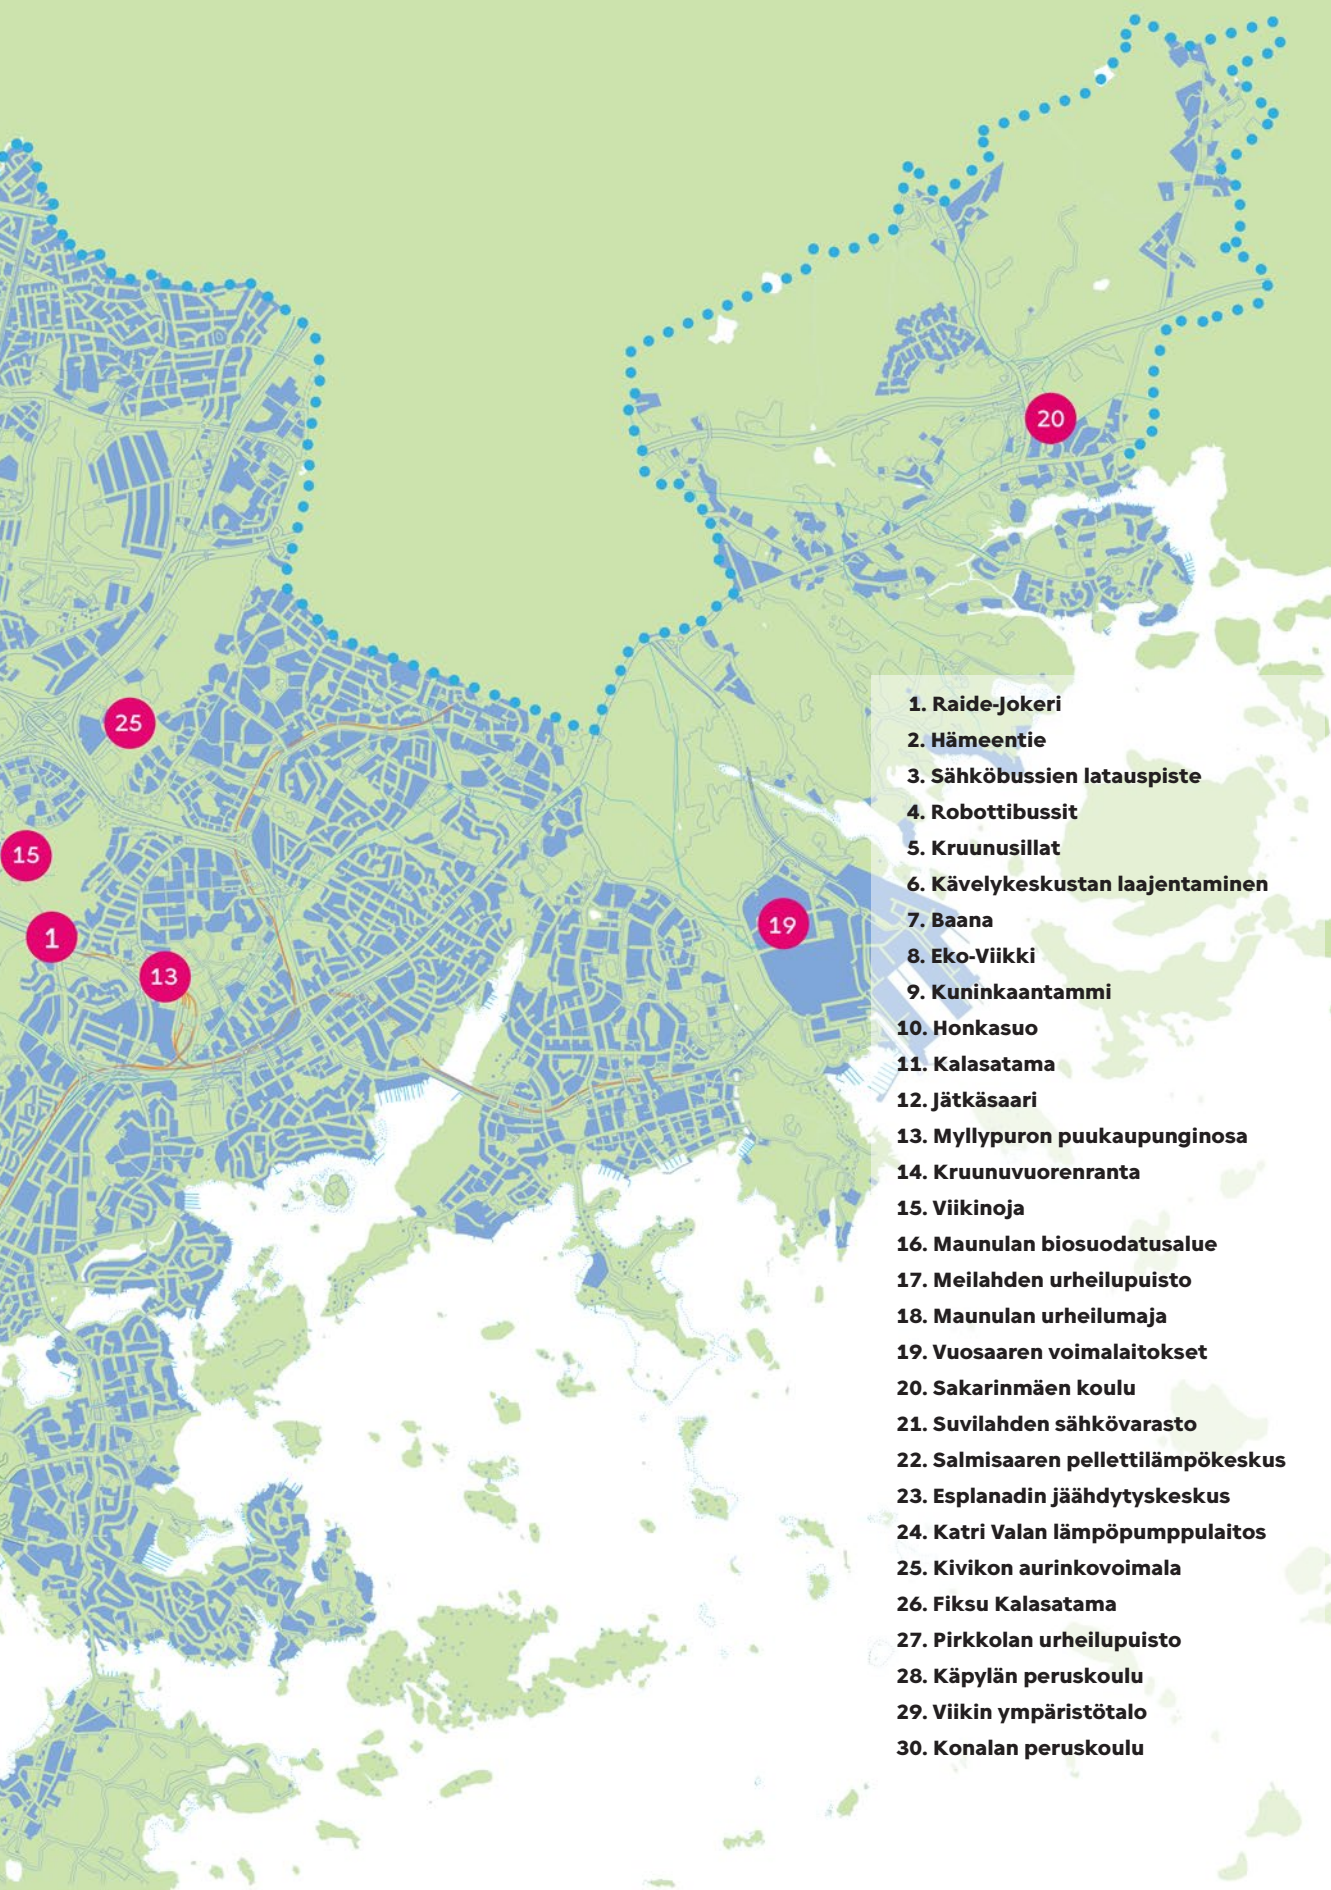 20
25
15
1
13
19
1. Raide-Jokeri
2. Hämeentie
3. Sähköbussien latauspiste
4. Robottibussit
5. Kruunusillat
6. Kävelykeskustan laajentaminen
7. Baana
8. Eko-Viikki
9. Kuninkaantammi
10. Honkasuo
11. Kalasatama
12. Jätkäsaari
13. Myllypuron puukaupunginosa
14. Kruunuvuorenranta
15. Viikinoja
16. Maunulan biosuodatusalue
17. Meilahden urheilupuisto
18. Maunulan urheilumaja
19. Vuosaaren voimalaitokset
20. Sakarinmäen koulu
21. Suvilahden sähkövarasto
22. Salmisaaren pellettilämpökeskus
23. Esplanadin jäähdytyskeskus
24. Katri Valan lämpöpumppulaitos
25. Kivikon aurinkovoimala
26. Fiksu Kalasatama
27. Pirkkolan urheilupuisto
28. Käpylän peruskoulu
29. Viikin ympäristötalo
30. Konalan peruskoulu